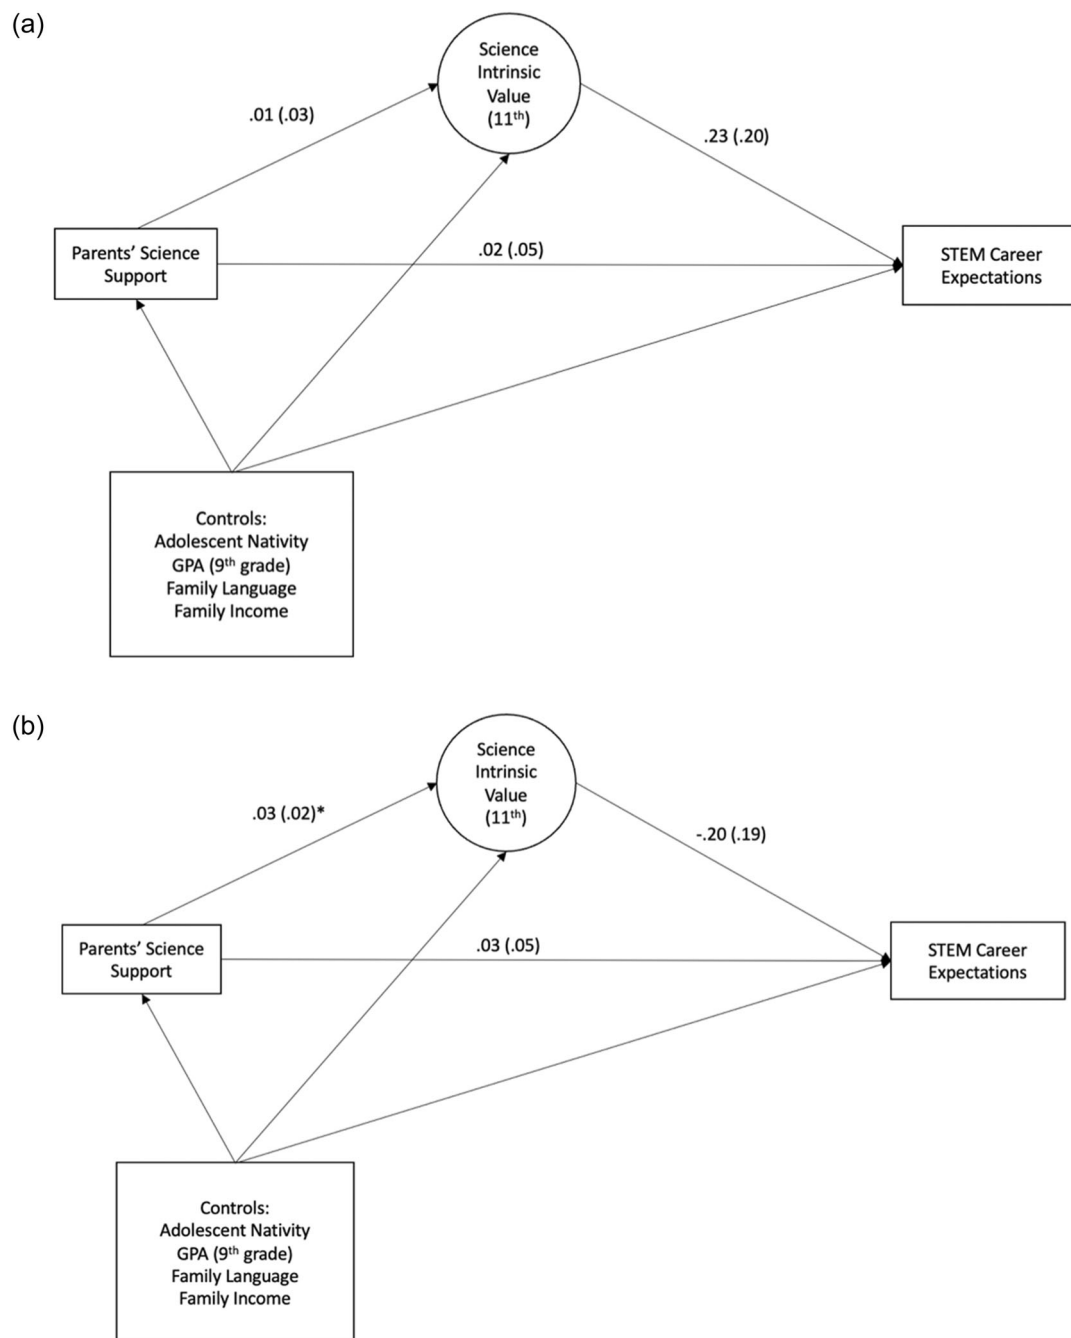 (a)
Science
Intrinsic
Value
(11th)
.01 (.03)
.23 (.20)
Parents' Science
Support
.02 (.05)
STEM Career
Expectations
Controls:
Adolescent Nativity
GPA (9th grade)
Family Language
Family Income
(b)
Science
Intrinsic
Value
(11th)
.03 (.02)*
-.20 (.19)
Parents' Science
Support
.03 (.05)
STEM Career
Expectations
Controls:
Adolescent Nativity
GPA (9th grade)
Family Language
Family Income